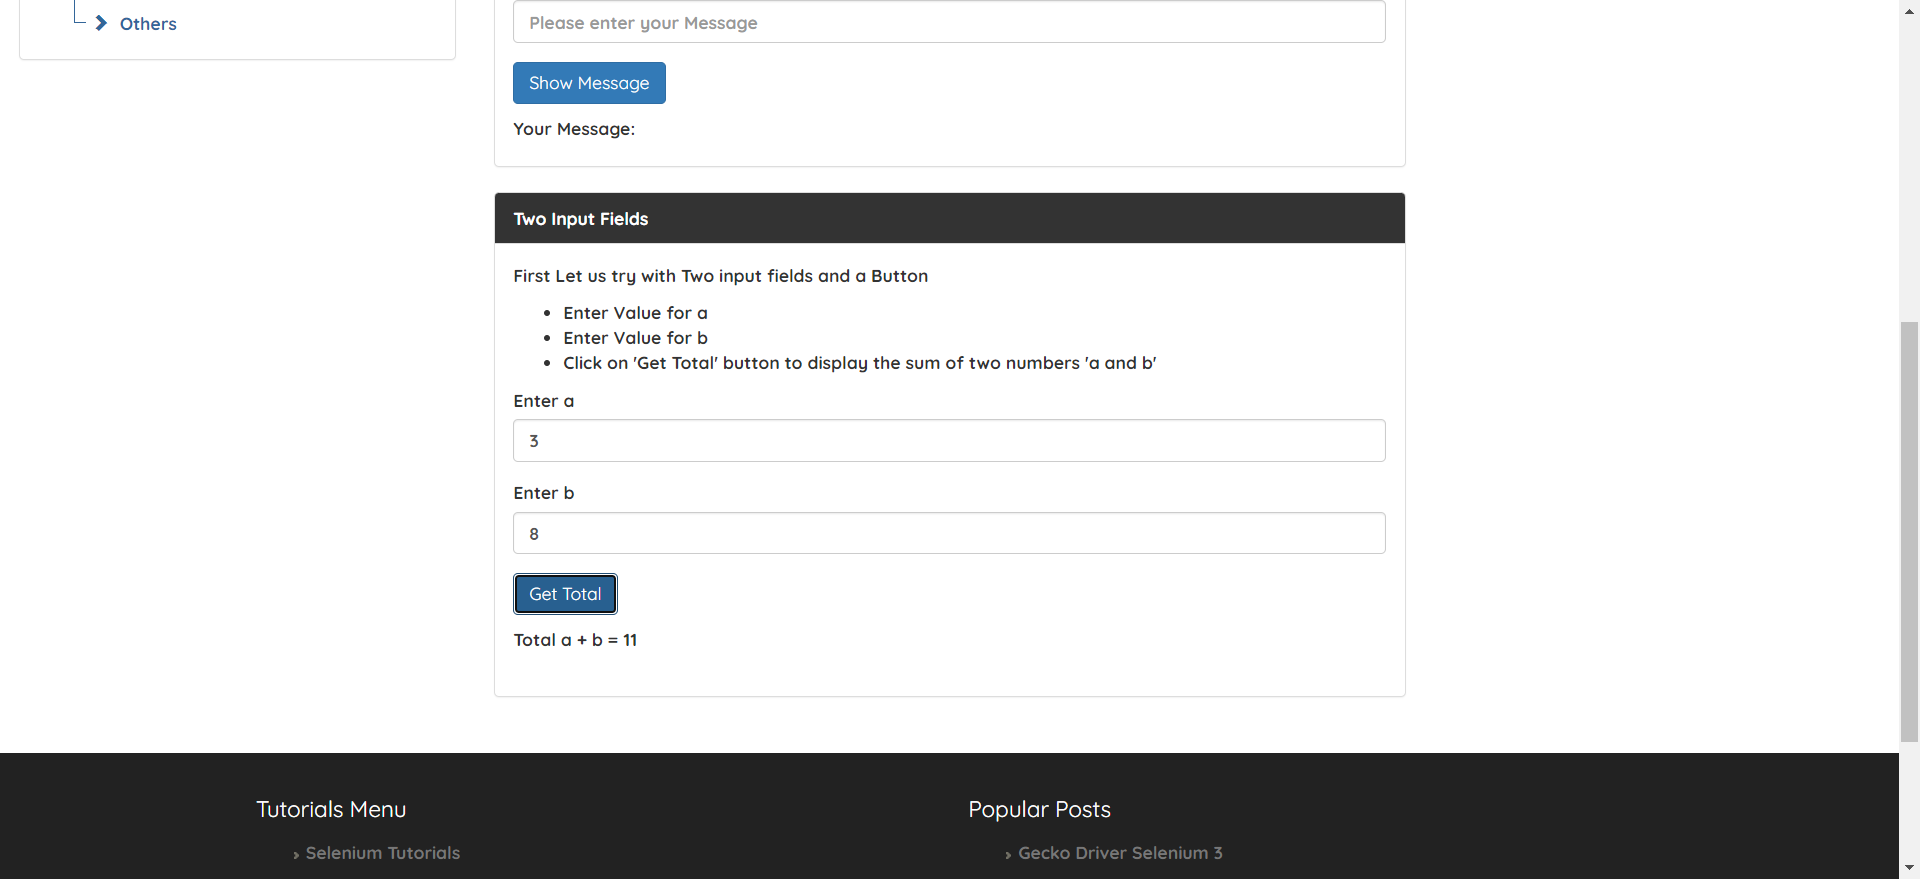 Others
Please enter your Message
Show Message
Your Message:
Two Input Fields
First Let us try with Two input fields and a Button
Enter Value for a
Enter Value for b
Click on 'Get Total' button to display the sum of two numbers 'a and b'
Enter a
3
Enter b
8
Get Total
Total a + b = 11
Tutorials Menu
Selenium Tutorials
Popular Posts
Gecko Driver Selenium 3